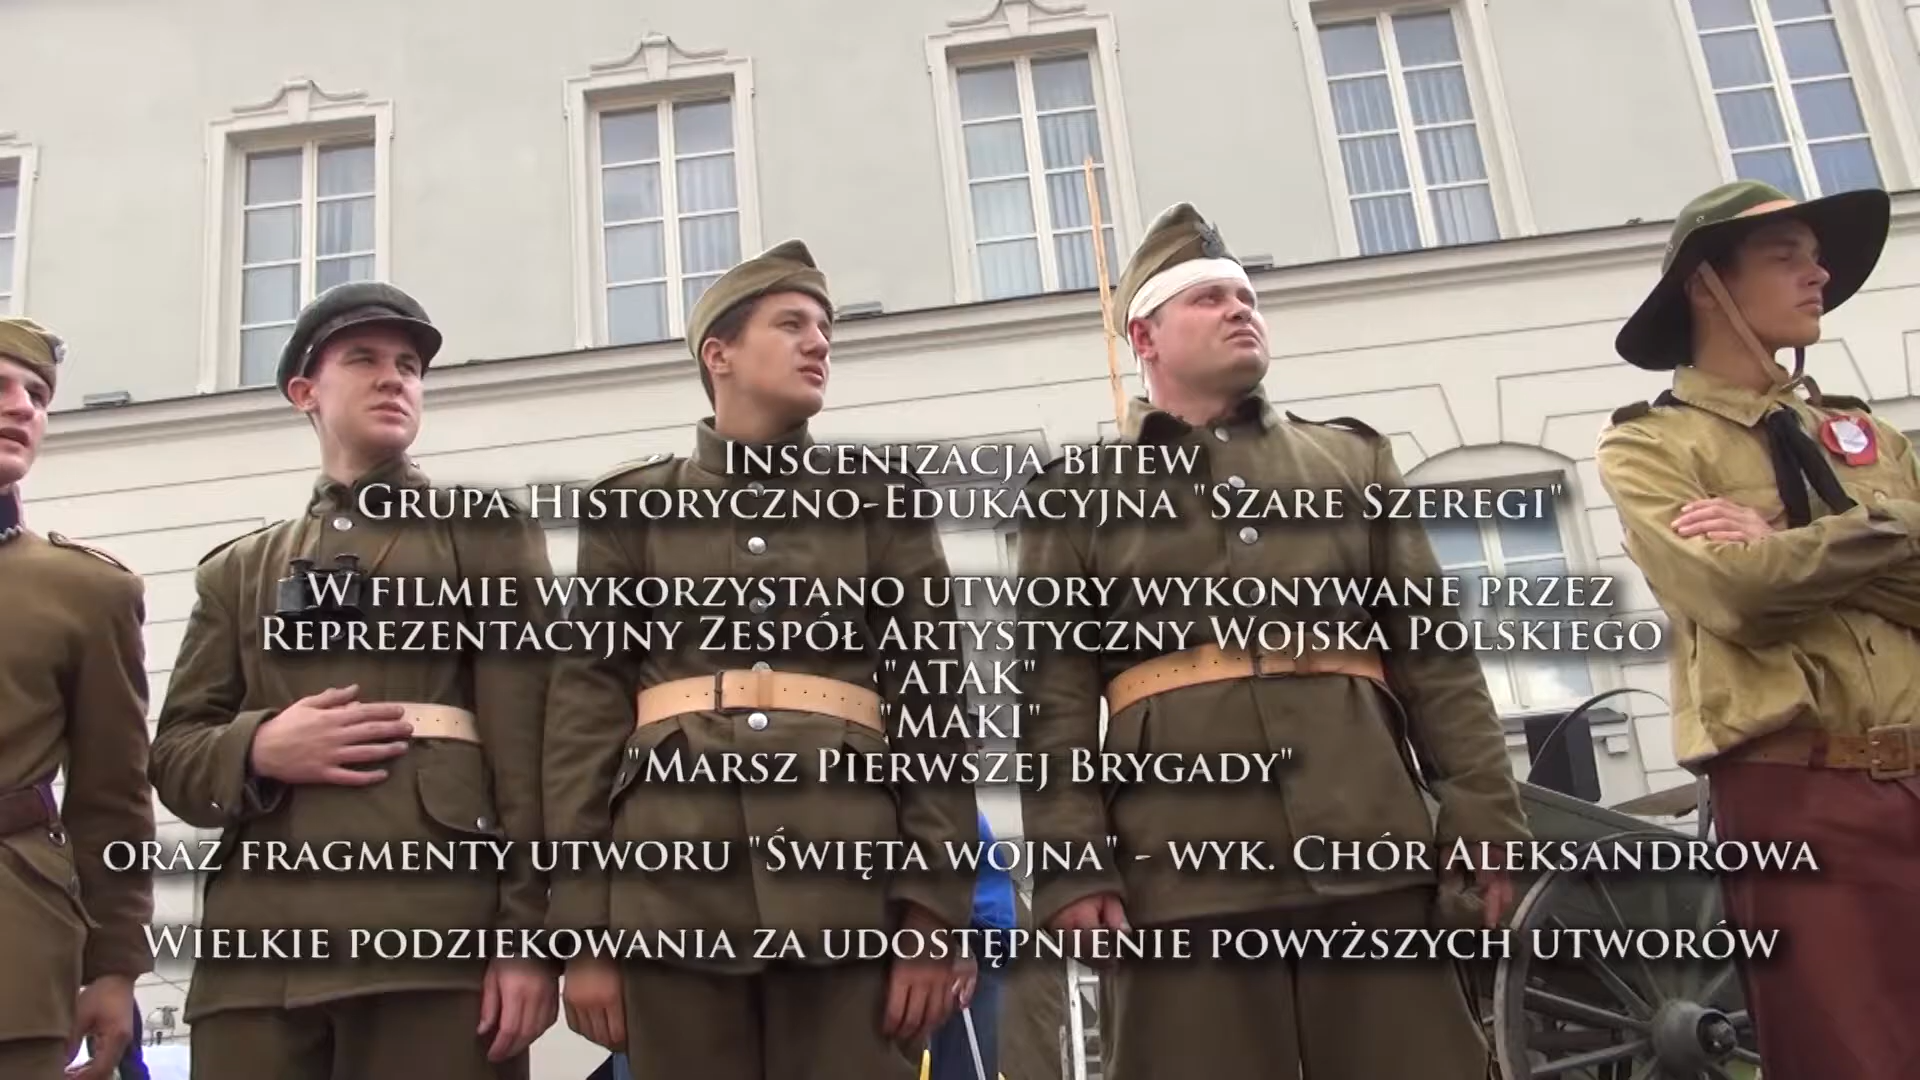 Inscenizacja bitew
Grupa Historyczno-Edukacyjna "Szare Szeregi"
W filmie wykorzystano utwory wykonywane przez
Reprezentacyjny Zespół Artystyczny Wojska Polskiego
"ATAK"
"MAKI"
"Marsz Pierwszej Brygady"
oraz fragmenty utworu "Święta wojna" - wyk. Chór Aleksandrowa
Wielkie podziekowania za udostępnienie powyższych utworów